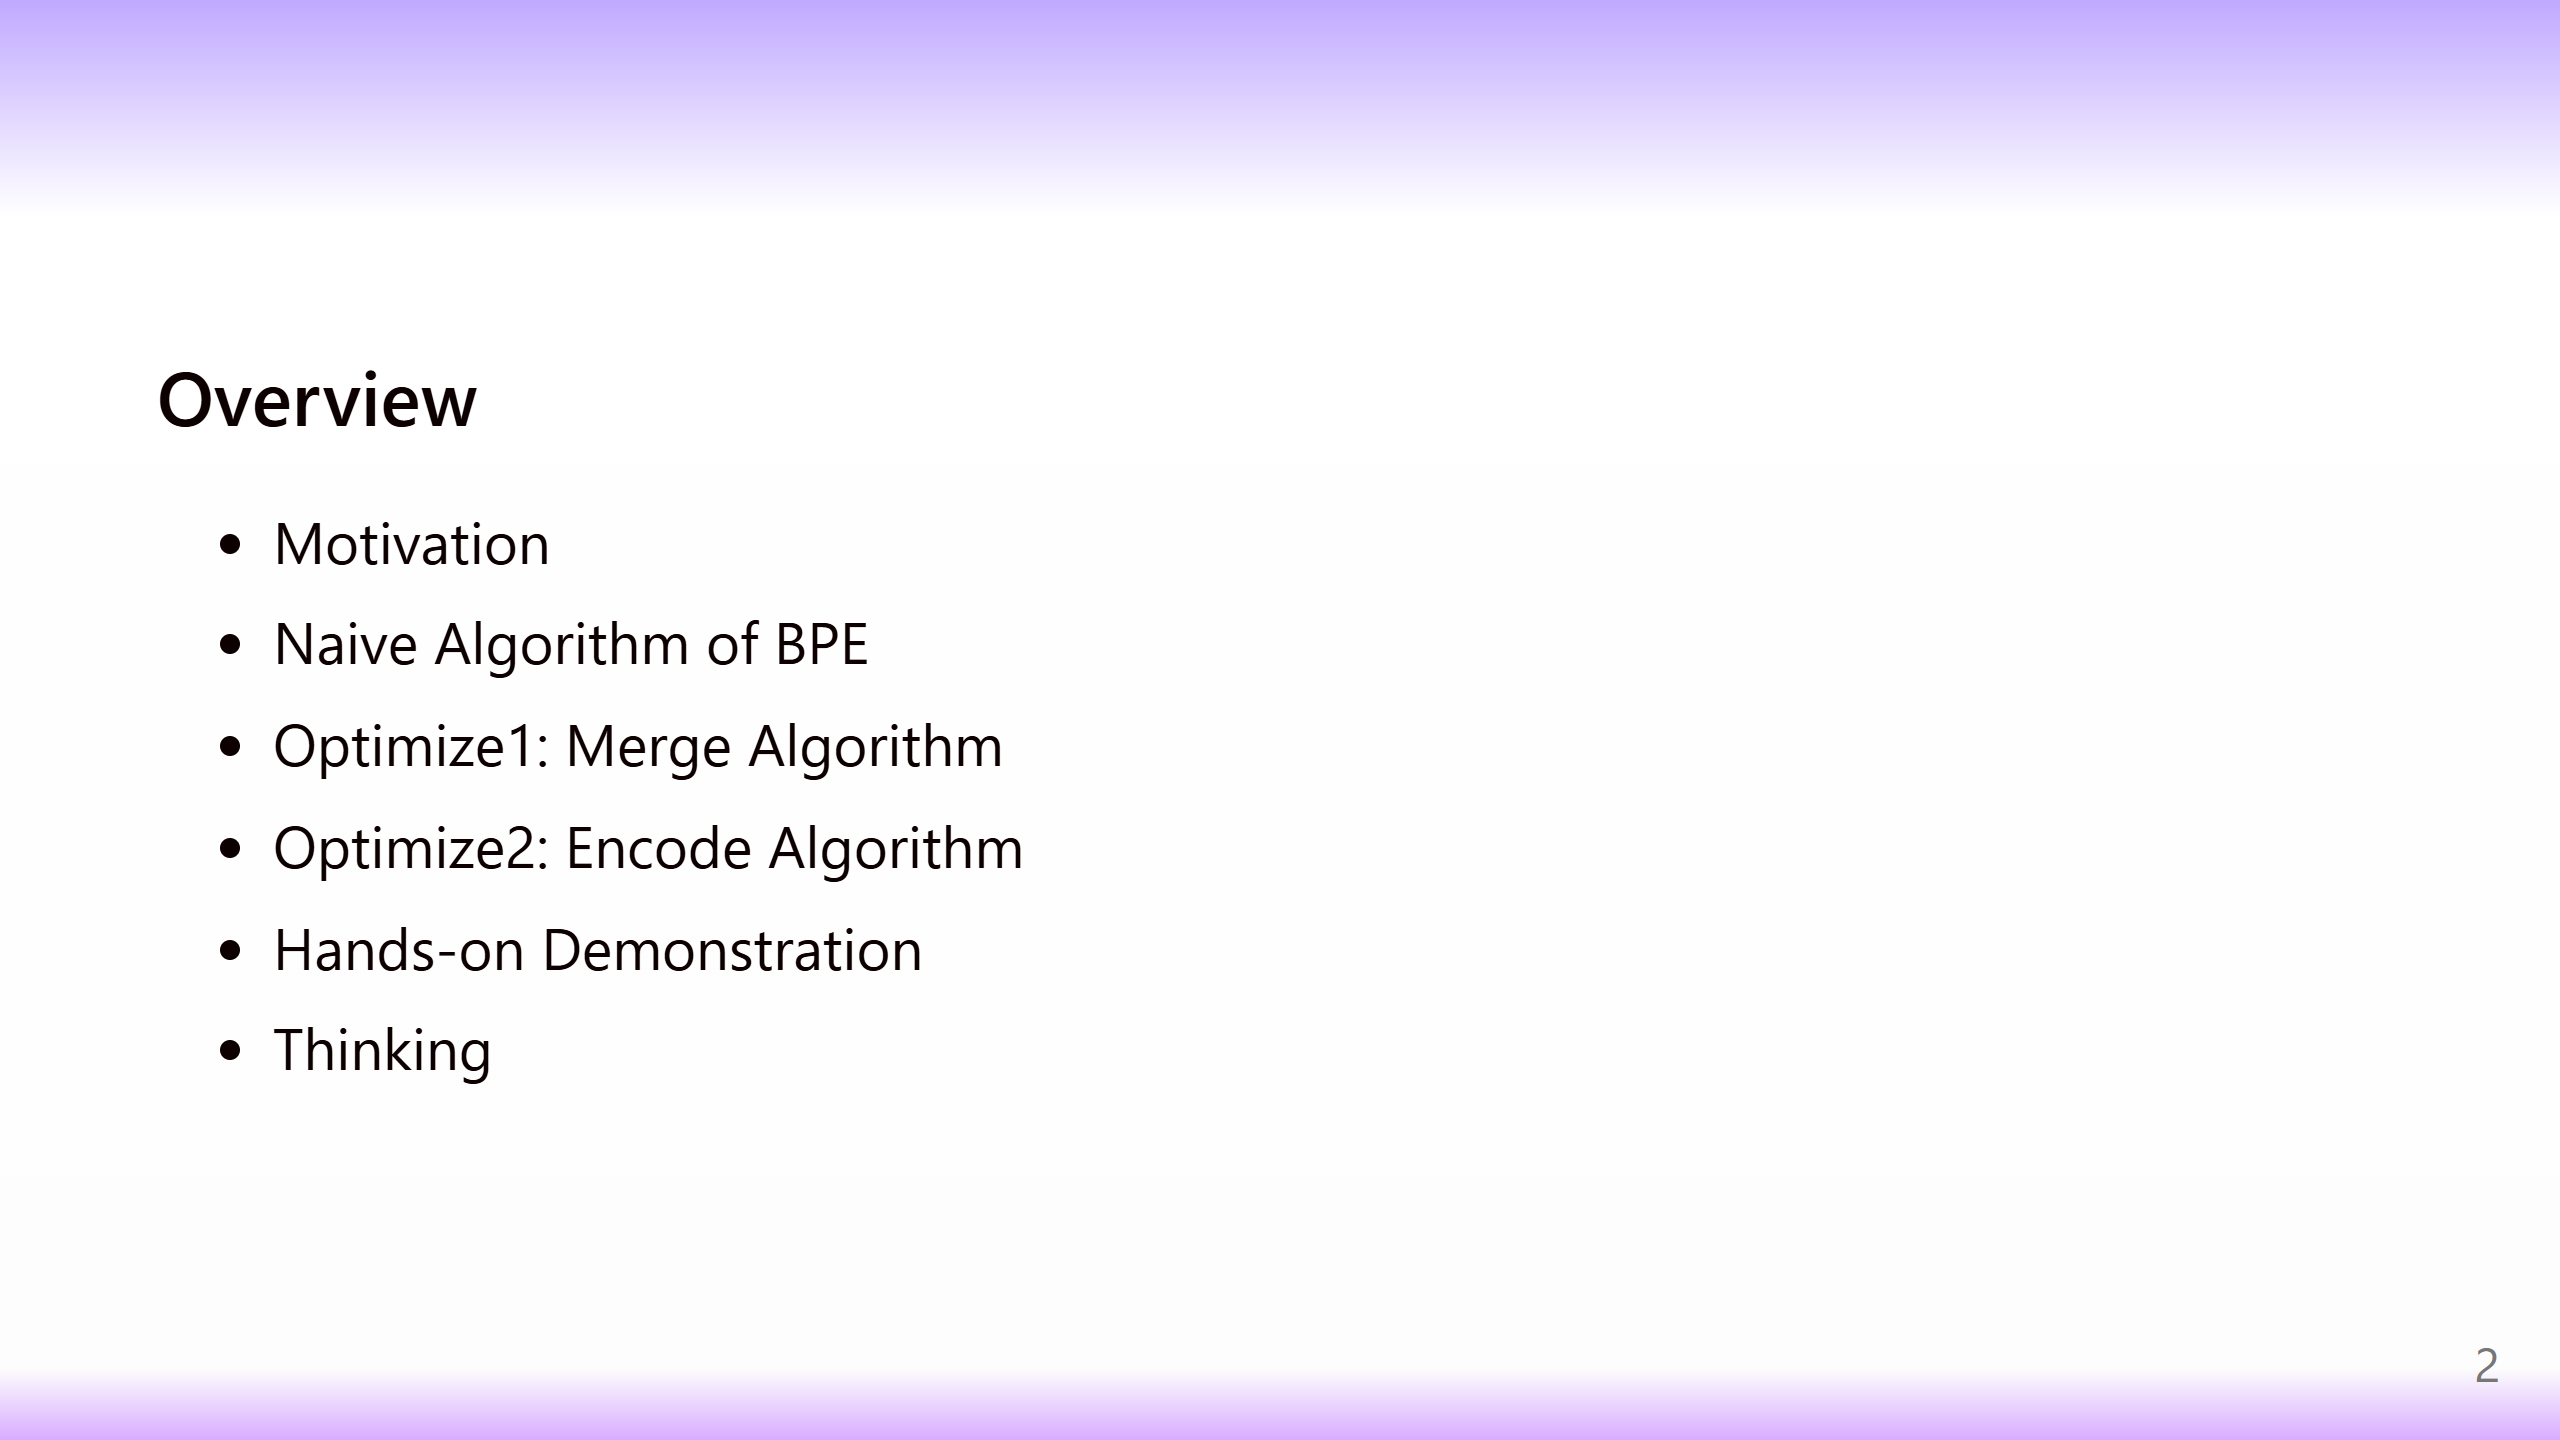 Overview
• Motivation
• Naive Algorithm of BPE
• Optimize1: Merge Algorithm
• Optimize2: Encode Algorithm
• Hands-on Demonstration
• Thinking
2